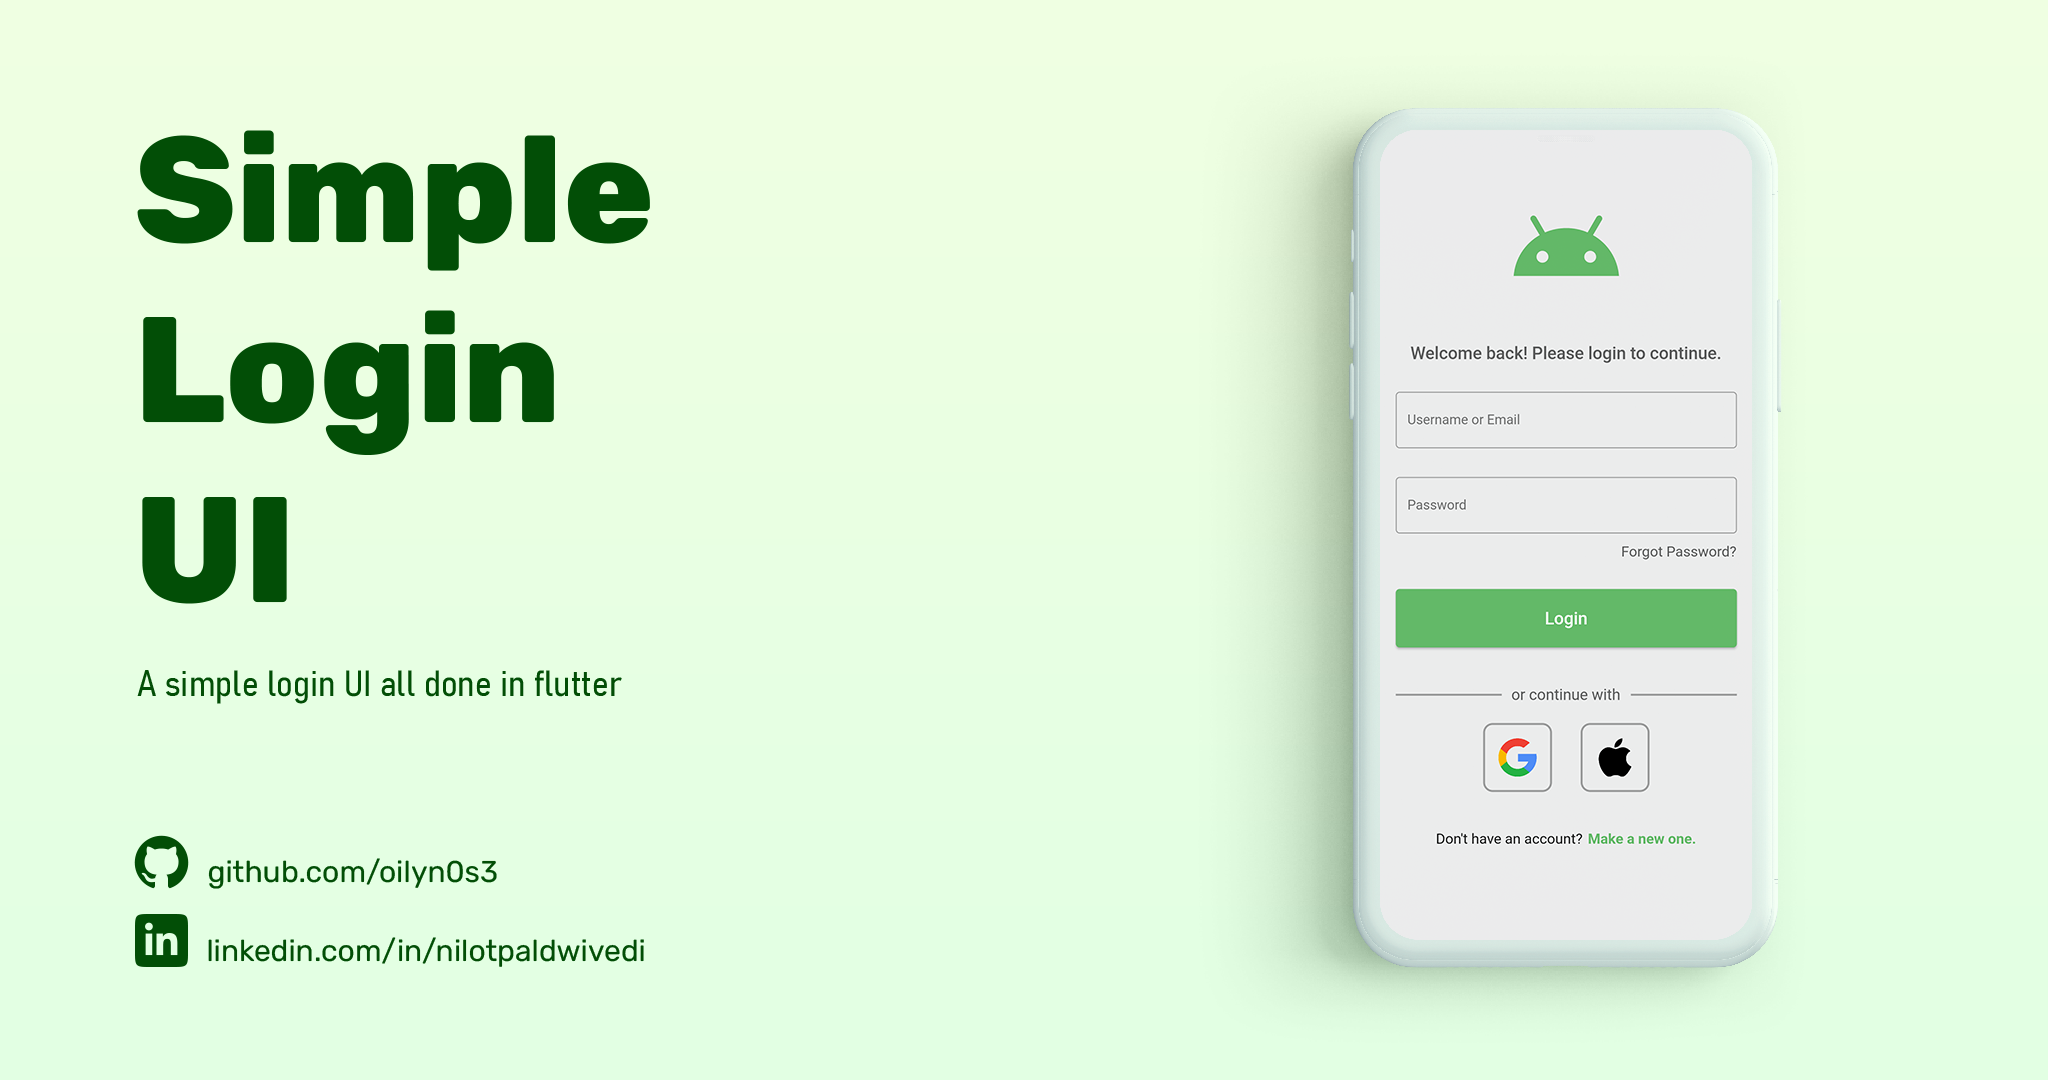 Simple
Login
UI
A simple login UI all done in flutter
github.com/oilyn0s3
in linkedin.com/in/nilotpaldwivedi
Welcome back! Please login to continue.
Username or Email
Password
Forgot Password?
Login
or continue with
Don't have an account? Make a new one.